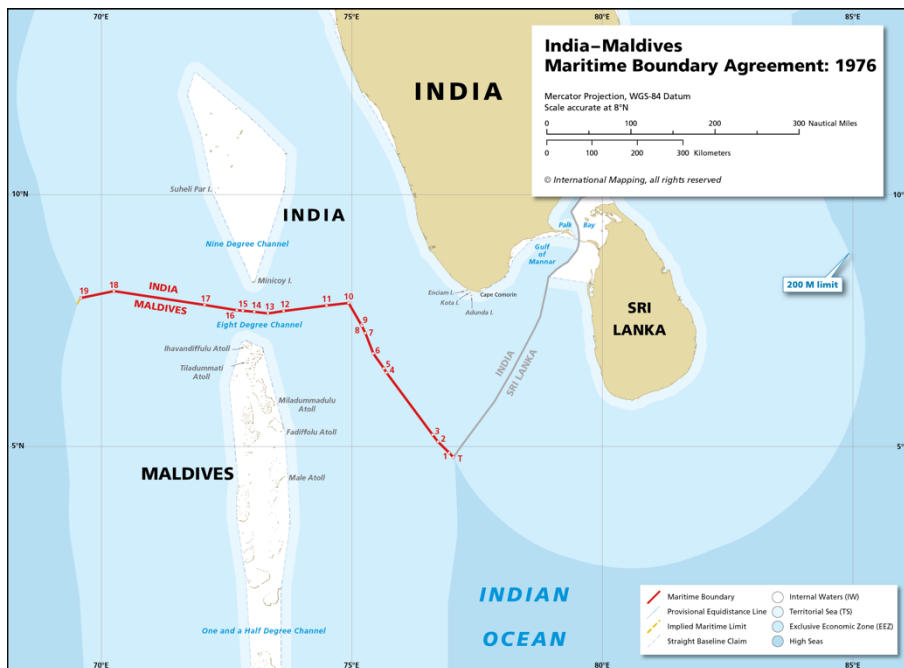 70°E
75°E
80°E
85°E
India–Maldives
Maritime Boundary Agreement: 1976
Mercator Projection, WGS-84 Datum
Scale accurate at 8°N
0 100 200 300 Nautical Miles
0 100 200 300 Kilometers
© International Mapping, all rights reserved
INDIA
10°N
10°N
Suheli Par I.
INDIA
Nine Degree Channel
Minicoy I.
Palk Bay
Gulf
of
Mannar
Enciam I.
Cape Comorin
Kota I.
Adunda I.
200 M limit
SRI
LANKA
19
18
17
16
15
14
13
12
11
10
INDIA
MALDIVES
Eight Degree Channel
9
8
7
6
5
4
3
2
1
T
INDIA
SRI LANKA
Ihavandiffulu Atoll
Tiladummati
Atoll
Miladummadulu
Atoll
Fadiffolu Atoll
5°N
5°N
MALDIVES
Male Atoll
One and a Half Degree Channel
INDIAN
OCEAN
Maritime Boundary
Provisional Equidistance Line
Implied Maritime Limit
Straight Baseline Claim
Internal Waters (IW)
Territorial Sea (TS)
Exclusive Economic Zone (EEZ)
High Seas
70°E
75°E
80°E
85°E